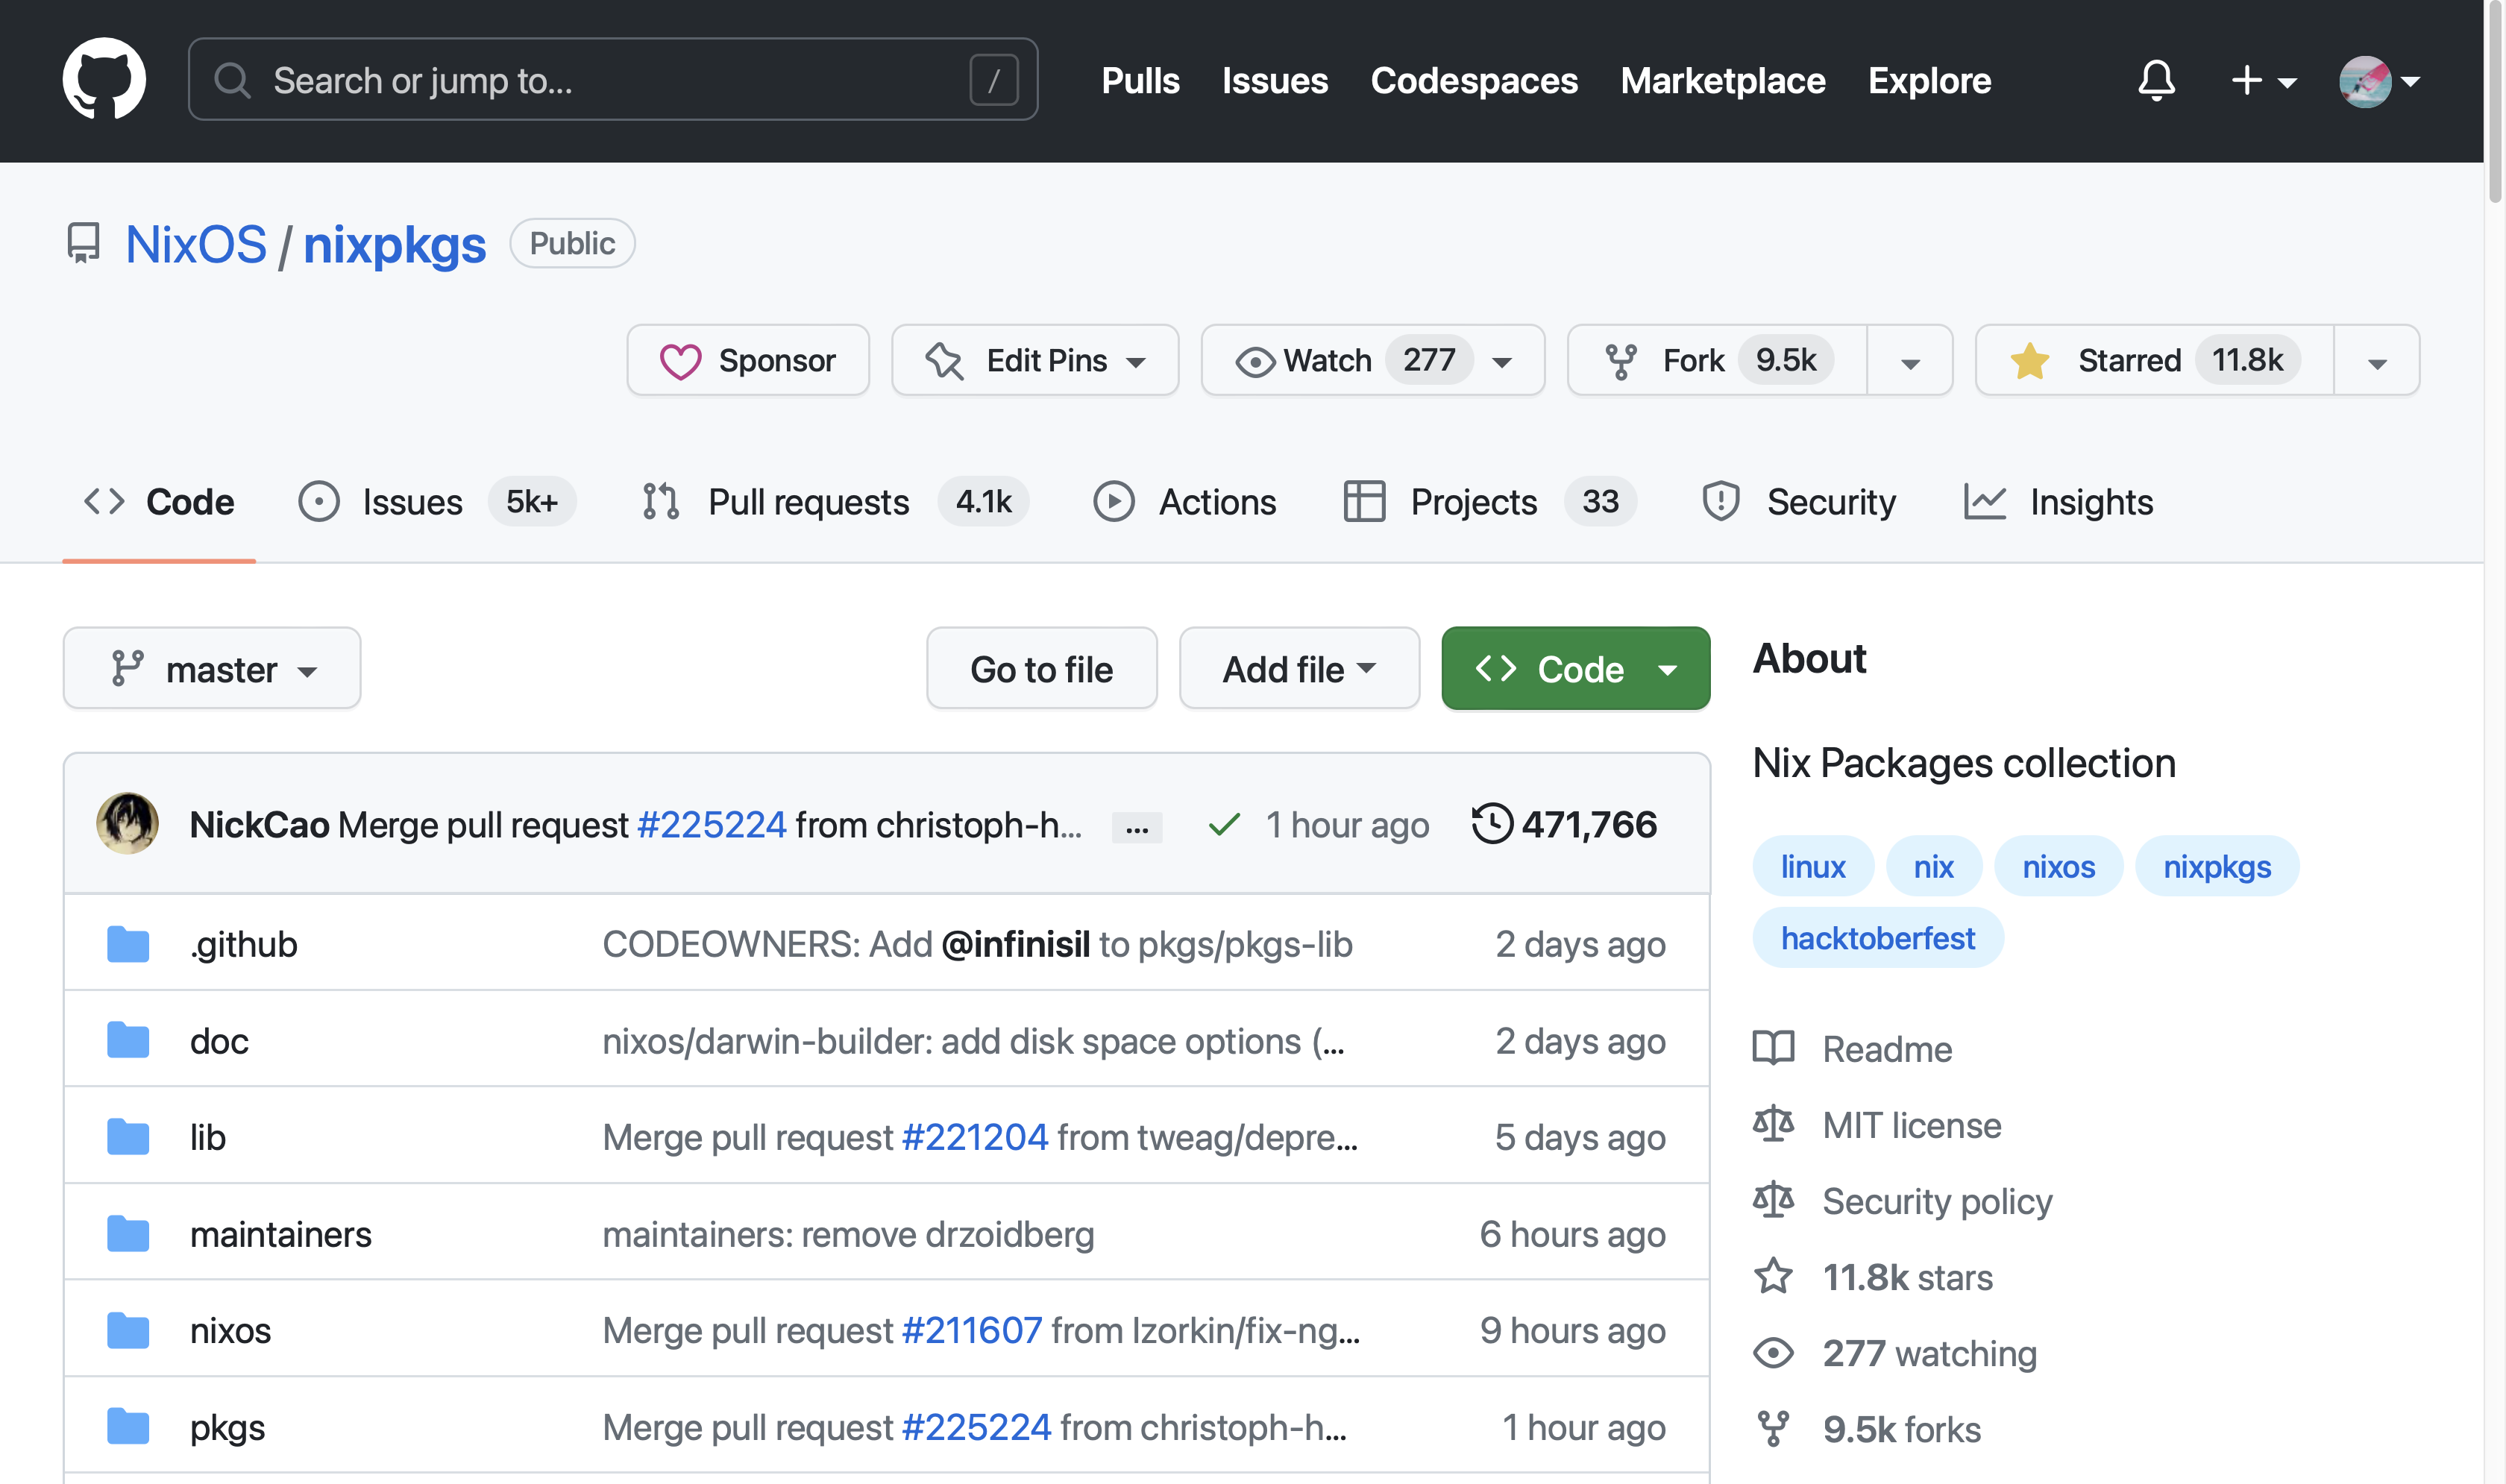 Search or jump to... /
Pulls Issues Codespaces Marketplace Explore
NixOS / nixpkgs Public
Sponsor Edit Pins Watch 277 Fork 9.5k Starred 11.8k
Code Issues 5k+ Pull requests 4.1k Actions Projects 33 Security Insights
master Go to file Add file Code
NickCao Merge pull request #225224 from christoph-h... ... 1 hour ago 471,766
.github CODEOWNERS: Add @infinisil to pkgs/pkgs-lib 2 days ago
doc nixos/darwin-builder: add disk space options (... 2 days ago
lib Merge pull request #221204 from tweag/depre... 5 days ago
maintainers maintainers: remove drzoidberg 6 hours ago
nixos Merge pull request #211607 from Izorkin/fix-ng... 9 hours ago
pkgs Merge pull request #225224 from christoph-h... 1 hour ago
About
Nix Packages collection
linux nix nixos nixpkgs
hacktoberfest
Readme
MIT license
Security policy
11.8k stars
277 watching
9.5k forks